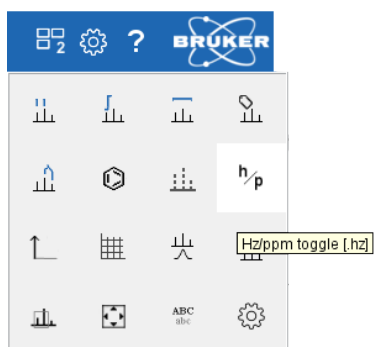 2 ? BRUKER
h/p
Hz/ppm toggle [.hz]
ABC
abc